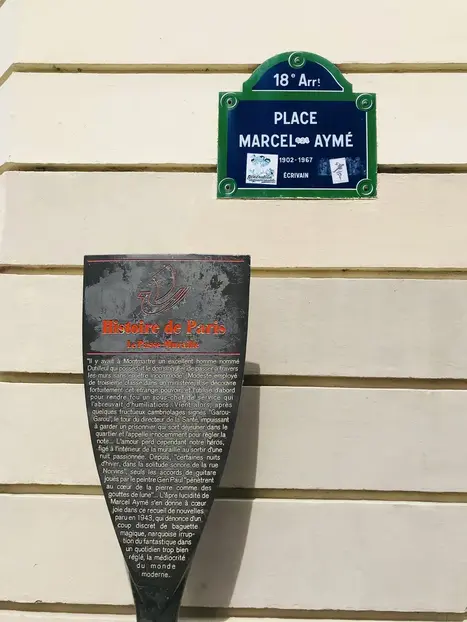 18e Arrt
PLACE
MARCEL AYMÉ
1902 - 1967
ÉCRIVAIN
Histoire de Paris
Le Passe-Muraille
"Il y avait à Montmartre un excellent homme nommé
Dutilleul qui possédait le don singulier de passer à travers
les murs sans en être incommodé". Modeste employé
de troisième classe dans un ministère, il se découvre
fortuitement cet étrange pouvoir et l'utilise d'abord
pour rendre fou un sous-chef de service qui
l'abreuvait d'humiliations. Vient alors, après
quelques fructueux cambriolages signés "Garou-
Garou", le tour du directeur de la Santé, impuissant
à garder un prisonnier qui sort déjeuner dans le
quartier et l'appelle innocemment pour régler la
note... L'amour perd cependant notre héros,
figé à l'intérieur de la muraille au sortir d'une
nuit passionnée. Depuis, "certaines nuits
d'hiver, dans la solitude sonore de la rue
Norvins", seuls les accords de guitare
joués par le peintre Gen Paul "pénètrent
au cœur de la pierre comme des
gouttes de lune"... L'âpre lucidité de
Marcel Aymé s'en donne à cœur
joie dans ce recueil de nouvelles
paru en 1943, qui dénonce d'un
coup discret de baguette
magique, narquoise irrup-
tion du fantastique dans
un quotidien trop bien
réglé, la médiocrité
du monde
moderne.